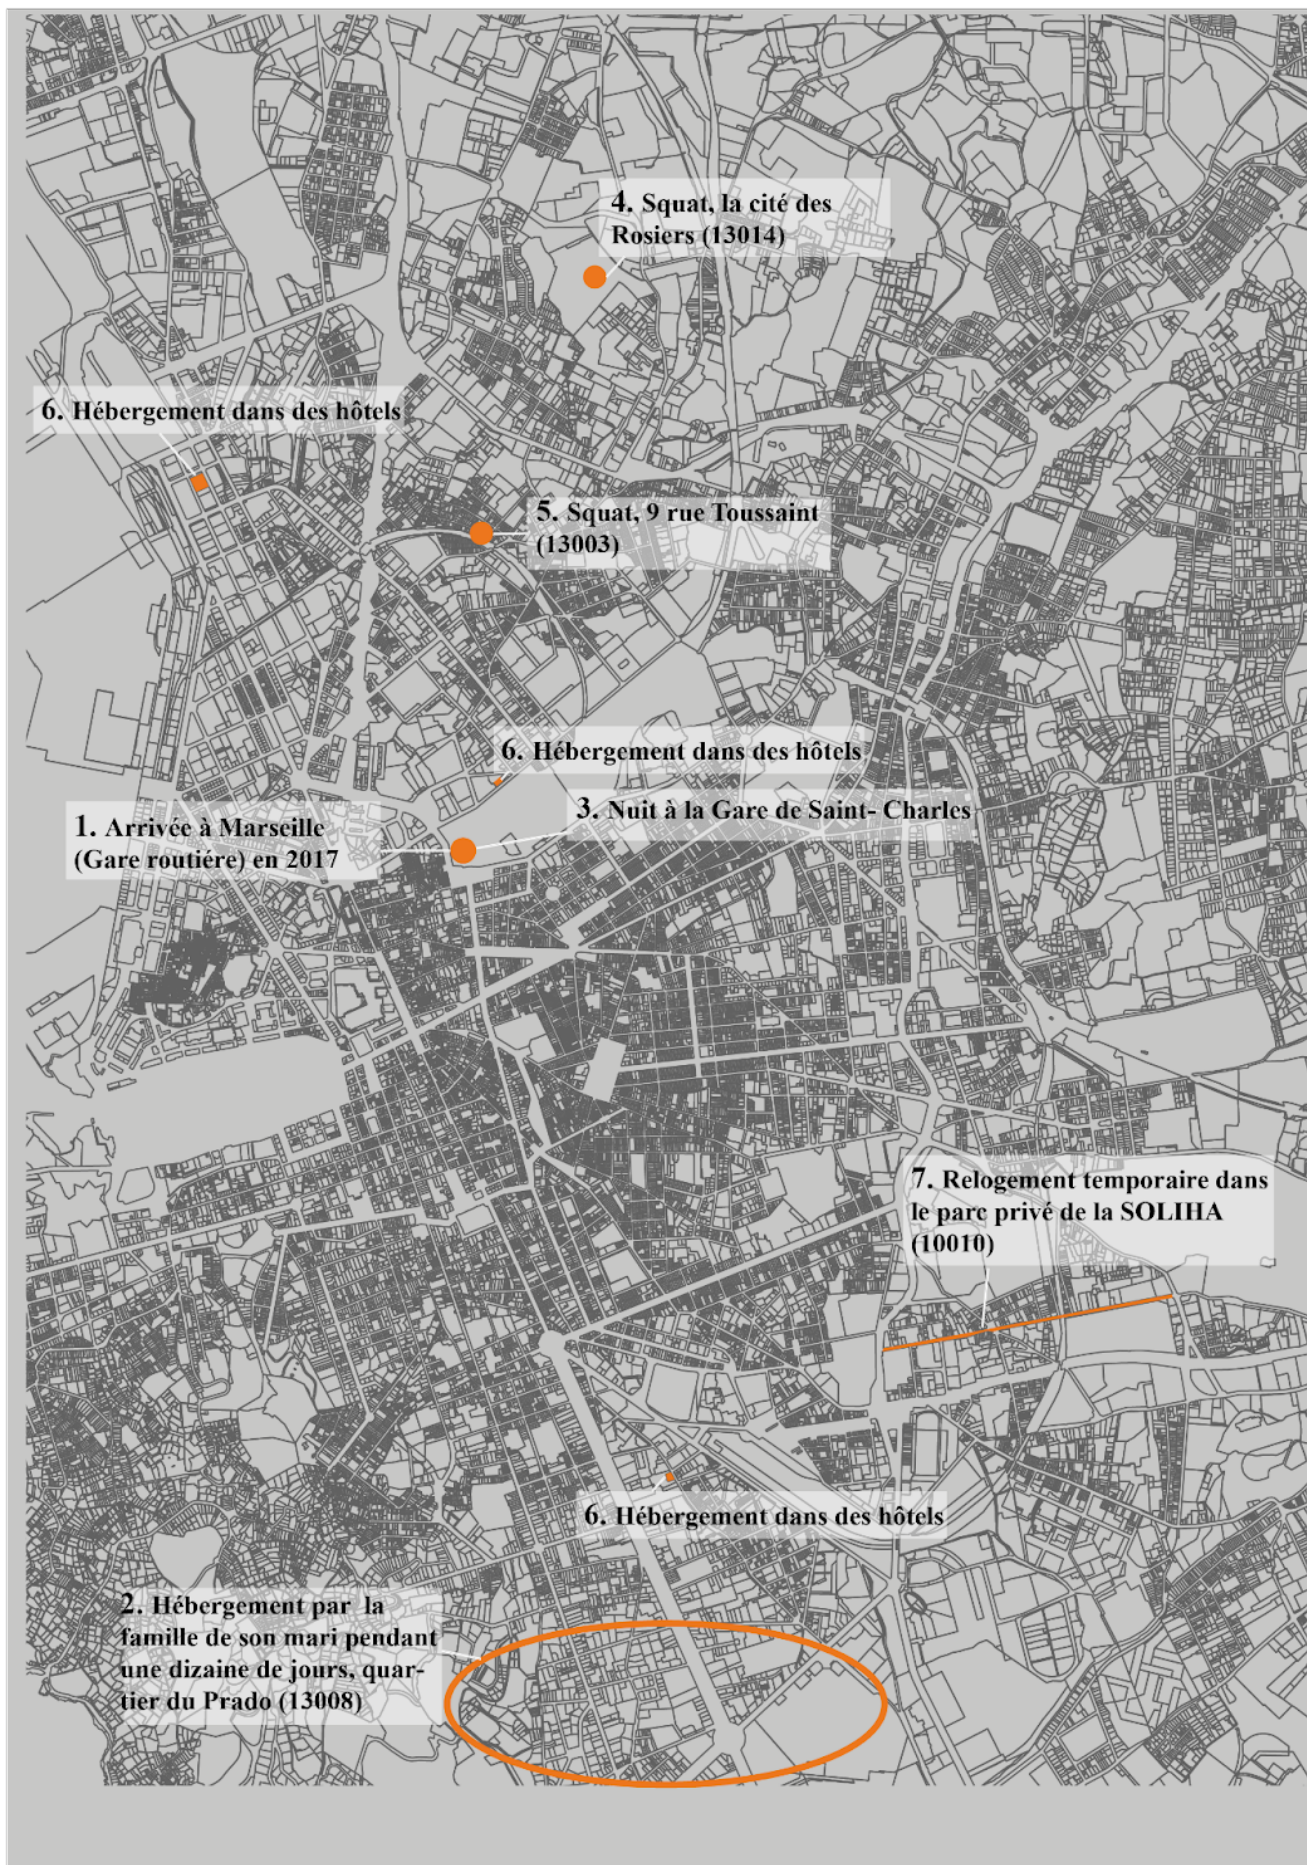 4. Squat, la cité des
Rosiers (13014)
6. Hébergement dans des hôtels
5. Squat, 9 rue Toussaint
(13003)
6. Hébergement dans des hôtels
3. Nuit à la Gare de Saint- Charles
1. Arrivée à Marseille
(Gare routiére) en 2017
7. Relogement temporaire dans
le parc privé de la SOLIHA
(10010)
6. Hébergement dans des hôtels
2. Hébergement par la
famille de son mari pendant
une dizaine de jours, quar-
tier du Prado (13008)